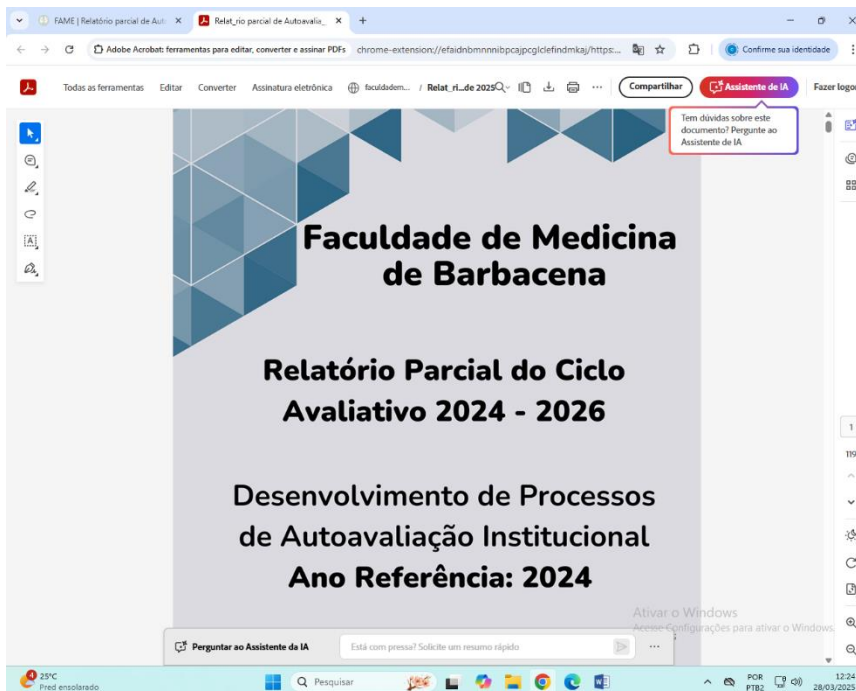 FAME | Relatório parcial de Aut
Relat_rio parcial de Autoavalia_
Adobe Acrobat: ferramentas para editar, converter e assinar PDFs
chrome-extension://efaidnbmnnnibpcajpcglclefindmkaj/https:...
Confirme sua identidade
Todas as ferramentas
Editar
Converter
Assinatura eletrônica
faculdadem... / Relat_ri...de 2025
Compartilhar
Assistente de IA
Fazer logon
Tem dúvidas sobre este
documento? Pergunte ao
Assistente de IA
Faculdade de Medicina
de Barbacena
Relatório Parcial do Ciclo
Avaliativo 2024 - 2026
Desenvolvimento de Processos
de Autoavaliação Institucional
Ano Referência: 2024
1
119
Ativar o Windows
Acesse Configurações para ativar o Windows.
Perguntar ao Assistente da IA
Está com pressa? Solicite um resumo rápido
4
25°C
Pred ensolarado
Pesquisar
POR
PTB2
12:24
28/03/2025